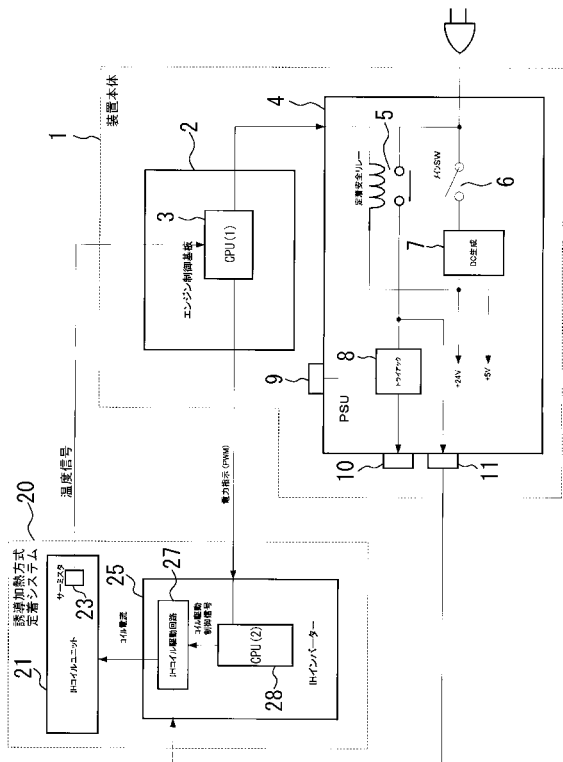 1
装置本体
2
エンジン制御基板
3
CPU(1)
4
定着安全リレー
5
メインSW
6
7
DC生成
8
トライアック
+24V
+5V
9
PSU
10
11
温度信号
電力指示(PWM)
20
誘導加熱方式
定着システム
21
IHコイルユニット
サーミスタ
23
コイル電流
25
27
IHコイル駆動回路
コイル駆動
制御信号
CPU(2)
28
IHインバーター